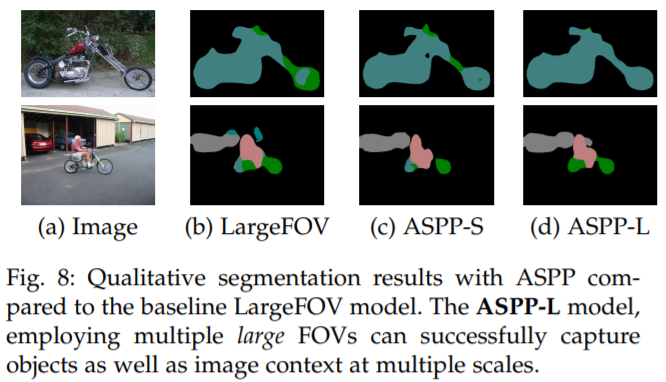 (a) Image (b) LargeFOV (c) ASPP-S (d) ASPP-L
Fig. 8: Qualitative segmentation results with ASPP com-
pared to the baseline LargeFOV model. The ASPP-L model,
employing multiple large FOVs can successfully capture
objects as well as image context at multiple scales.